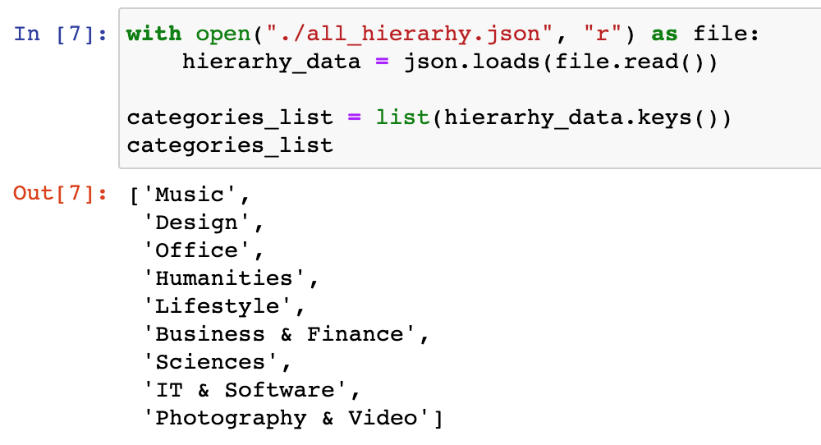 In [7]: with open("./all_hierarhy.json", "r") as file:
    hierarhy_data = json.loads(file.read())
categories_list = list(hierarhy_data.keys())
categories_list
Out[7]: ['Music',
 'Design',
 'Office',
 'Humanities',
 'Lifestyle',
 'Business & Finance',
 'Sciences',
 'IT & Software',
 'Photography & Video']